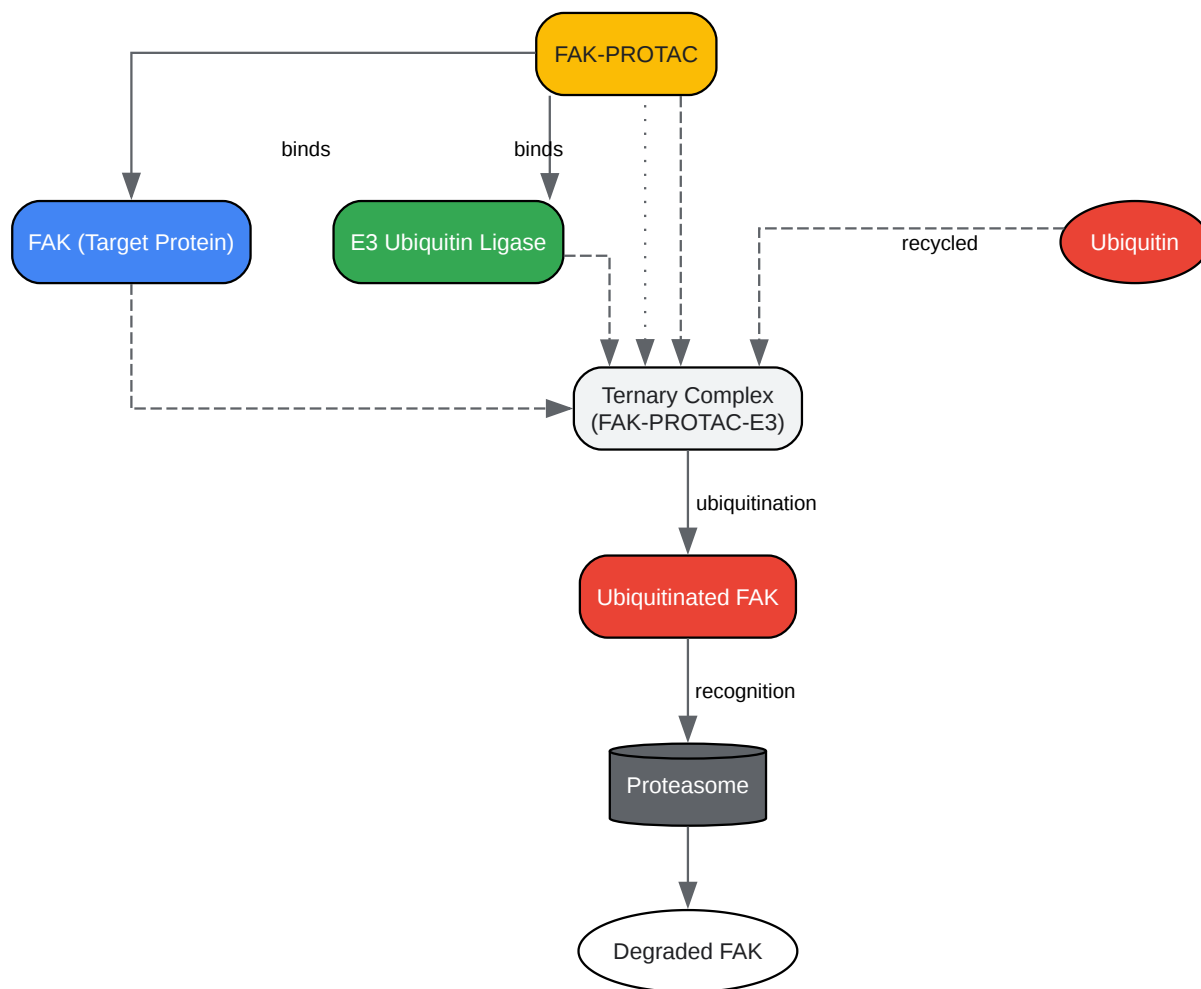 FAK-PROTAC
binds
binds
FAK (Target Protein)
E3 Ubiquitin Ligase
recycled
Ubiquitin
Ternary Complex
(FAK-PROTAC-E3)
ubiquitination
Ubiquitinated FAK
recognition
Proteasome
Degraded FAK